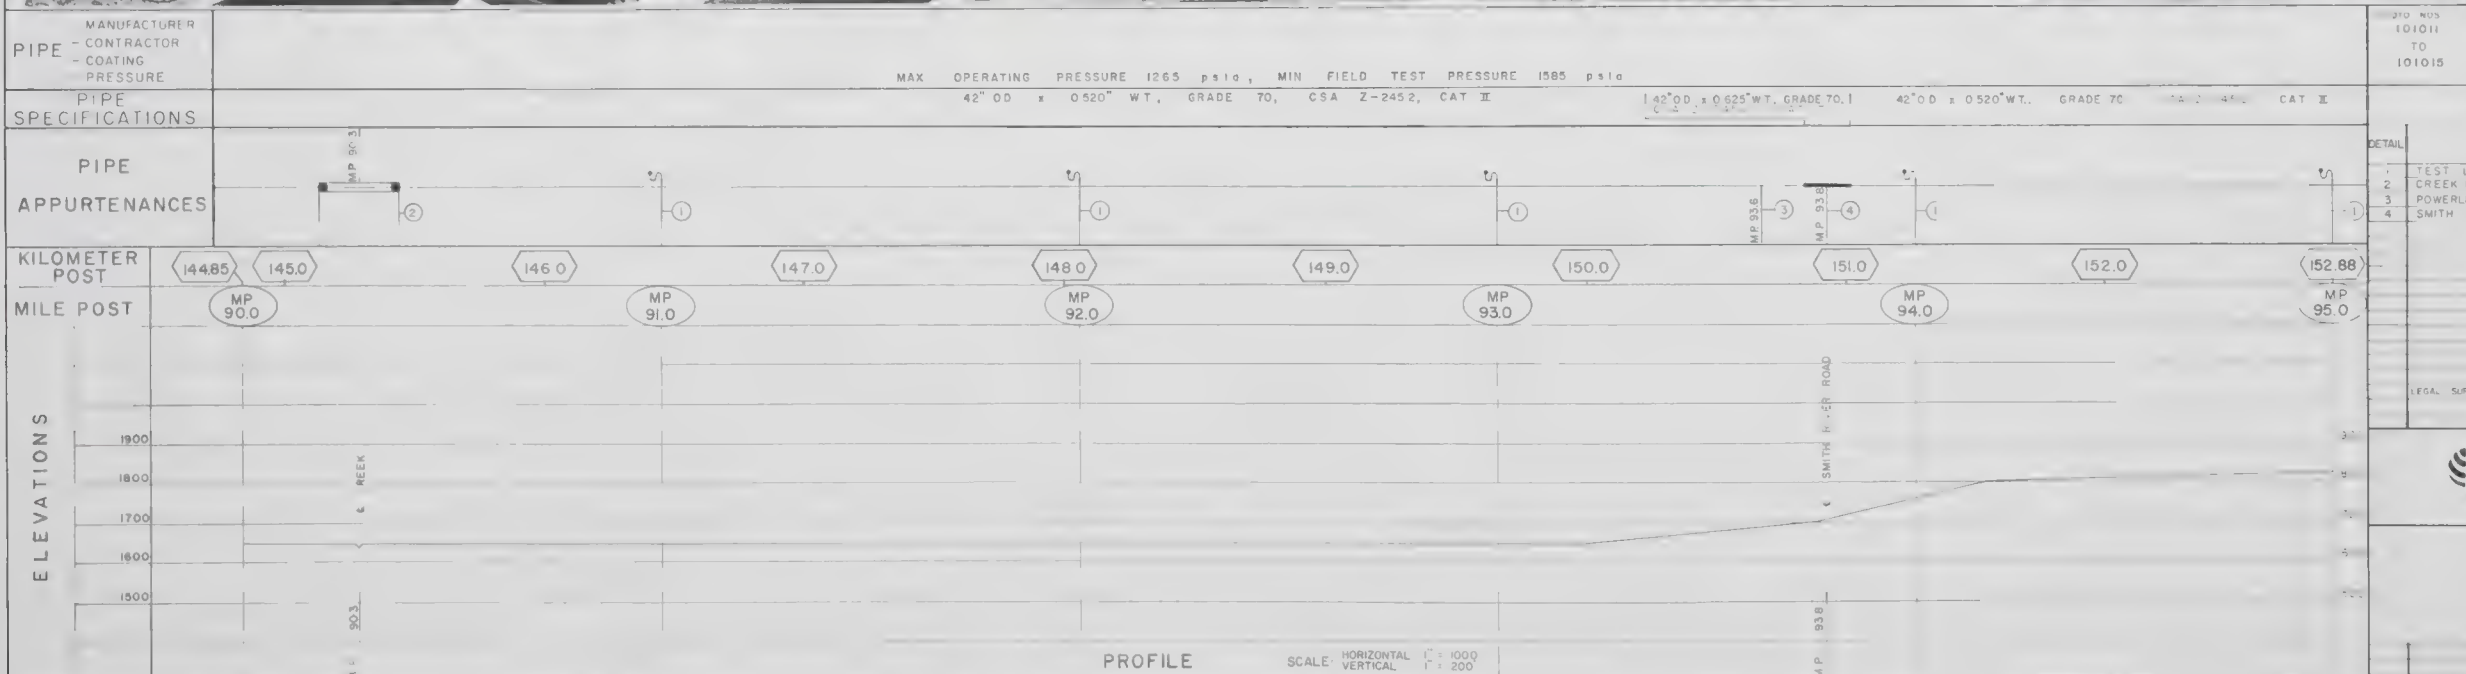 PIPE
MANUFACTURER
- CONTRACTOR
- COATING
PRESSURE
MAX OPERATING PRESSURE 1265 psia, MIN FIELD TEST PRESSURE 1585 psia
NOS
101011
TO
101015
PIPE
SPECIFICATIONS
42" OD x 0.520" WT, GRADE 70, CSA Z-245.2, CAT II
42" OD x 0.625" WT. GRADE 70.
42" OD x 0.520" WT. GRADE 70 CAT II
PIPE
APPURTENANCES
MP 90.3
2
1
1
1
MP 93.6
3
MP 93.8
4
1
1
DETAIL
1 TEST
2 CREEK
3
4 SMITH
KILOMETER
POST
144.85
145.0
146.0
147.0
148.0
149.0
150.0
151.0
152.0
152.88
MILE POST
MP
90.0
MP
91.0
MP
92.0
MP
93.0
MP
94.0
MP
95.0
ELEVATIONS
1900
1800
1700
1600
1500
REEK
SMITH ROAD
LEGAL
90.3
MP 93.8
PROFILE
SCALE: HORIZONTAL 1" = 1000
VERTICAL 1" = 200'